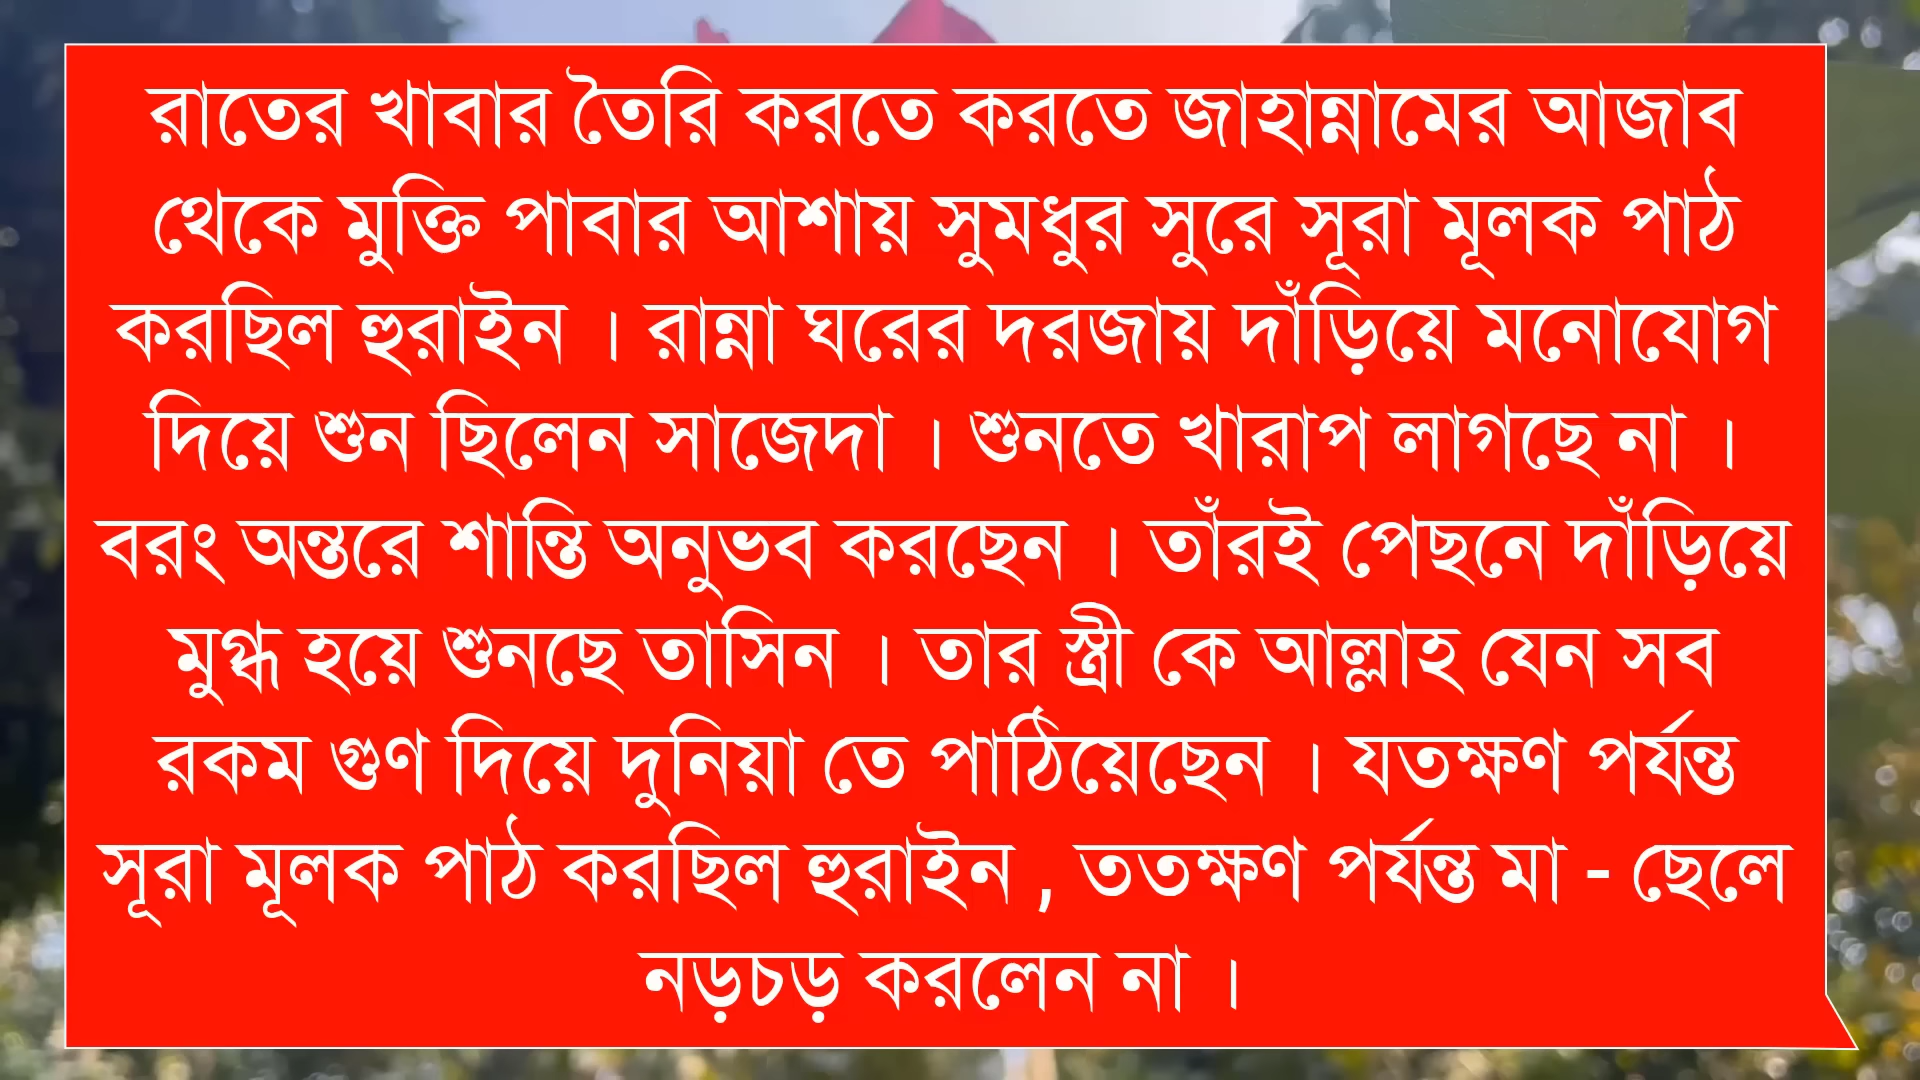 রাতের খাবার তৈরি করতে করতে জাহান্নামের আজাব
থেকে মুক্তি পাবার আশায় সুমধুর সুরে সূরা মূলক পাঠ
করছিল হুরাইন । রান্না ঘরের দরজায় দাঁড়িয়ে মনোযোগ
দিয়ে শুন ছিলেন সাজেদা । শুনতে খারাপ লাগছে না ।
বরং অন্তরে শান্তি অনুভব করছেন । তাঁরই পেছনে দাঁড়িয়ে
মুগ্ধ হয়ে শুনছে তাসিন । তার স্ত্রী কে আল্লাহ যেন সব
রকম গুণ দিয়ে দুনিয়া তে পাঠিয়েছেন । যতক্ষণ পর্যন্ত
সূরা মূলক পাঠ করছিল হুরাইন , ততক্ষণ পর্যন্ত মা - ছেলে
নড়চড় করলেন না ।